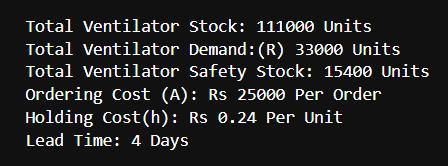 Total Ventilator Stock: 111000 Units
Total Ventilator Demand:(R) 33000 Units
Total Ventilator Safety Stock: 15400 Units
Ordering Cost (A): Rs 25000 Per Order
Holding Cost(h): Rs 0.24 Per Unit
Lead Time: 4 Days